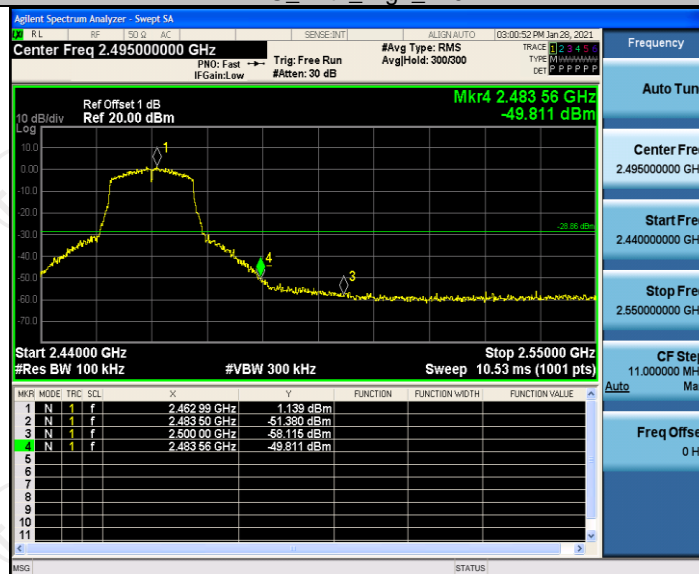 Agilent Spectrum Analyzer - Swept SA
RL RF 50 Ω AC SENSE:INT ALIGN AUTO 03:00:52 PM Jan 28, 2021
Center Freq 2.495000000 GHz
PNO: Fast
IFGain:Low
Trig: Free Run
#Atten: 30 dB
#Avg Type: RMS
Avg|Hold: 300/300
TRACE 1 2 3 4 5 6
TYPE M
DET P P P P P P
Frequency
Auto Tun
Center Fre
2.495000000 GH
Start Fre
2.440000000 GH
Stop Fre
2.550000000 GH
CF Step
11.000000 MH
Auto Ma
Freq Offse
0 H
Ref Offset 1 dB
Ref 20.00 dBm
10 dB/div
Log
Mkr4 2.483 56 GHz
-49.811 dBm
10.0
0.00
-10.0
-20.0
-30.0
-40.0
-50.0
-60.0
-70.0
1
4
3
-28.86 dBm
Start 2.44000 GHz
Stop 2.55000 GHz
#Res BW 100 kHz
#VBW 300 kHz
Sweep 10.53 ms (1001 pts)
MKR MODE TRC SCL X Y FUNCTION FUNCTION WIDTH FUNCTION VALUE
1 N 1 f 2.462 99 GHz 1.139 dBm
2 N 1 f 2.483 50 GHz -51.380 dBm
3 N 1 f 2.500 00 GHz -58.115 dBm
4 N 1 f 2.483 56 GHz -49.811 dBm
5
6
7
8
9
10
11
MSG
STATUS